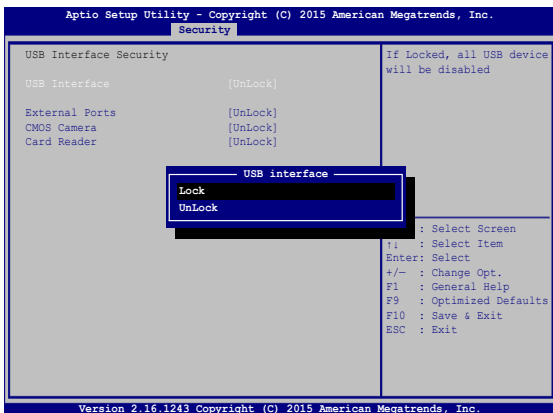 Aptio Setup Utility - Copyright (C) 2015 American Megatrends, Inc.
Security
USB Interface Security
USB Interface [UnLock]
External Ports [UnLock]
CMOS Camera [UnLock]
Card Reader [UnLock]
If Locked, all USB device
will be disabled
USB interface
Lock
UnLock
: Select Screen
↑↓ : Select Item
Enter: Select
+/— : Change Opt.
F1 : General Help
F9 : Optimized Defaults
F10 : Save & Exit
ESC : Exit
Version 2.16.1243 Copyright (C) 2015 American Megatrends, Inc.